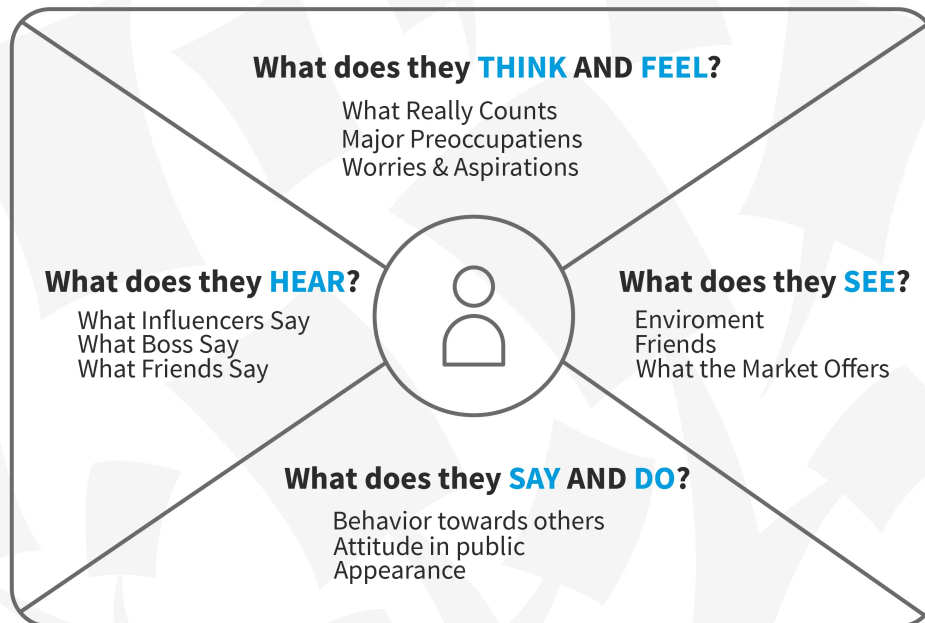 What does they THINK AND FEEL?
What Really Counts
Major Preoccupatiens
Worries & Aspirations
What does they HEAR?
What Influencers Say
What Boss Say
What Friends Say
What does they SEE?
Enviroment
Friends
What the Market Offers
What does they SAY AND DO?
Behavior towards others
Attitude in public
Appearance